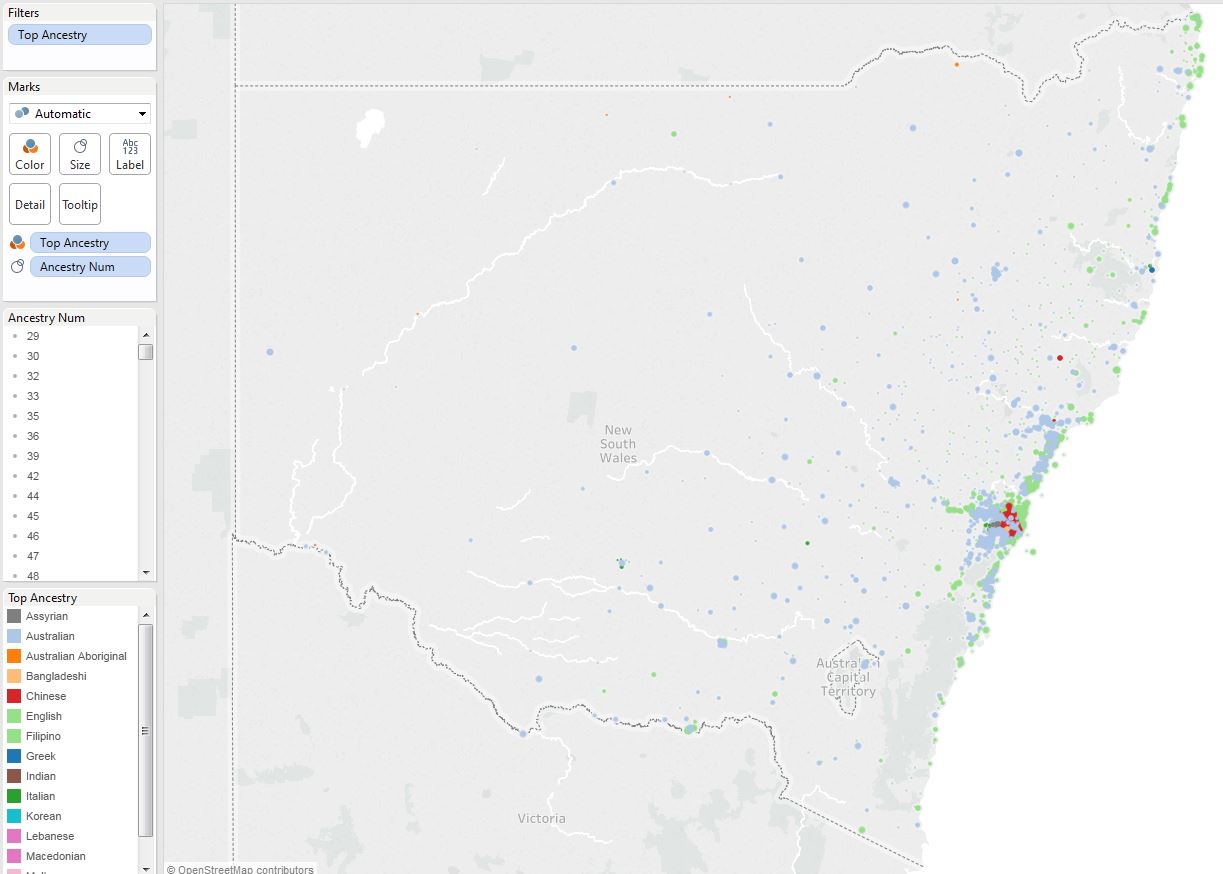 Filters
Top Ancestry
Marks
Automatic
Color
Size
Abc
123
Label
Detail
Tooltip
Top Ancestry
Ancestry Num
Ancestry Num
29
30
32
33
35
36
39
42
44
45
46
47
48
Top Ancestry
Assyrian
Australian
Australian Aboriginal
Bangladeshi
Chinese
English
Filipino
Greek
Indian
Italian
Korean
Lebanese
Macedonian
New
South
Wales
Australian
Capital
Territory
Victoria
© OpenStreetMap contributors